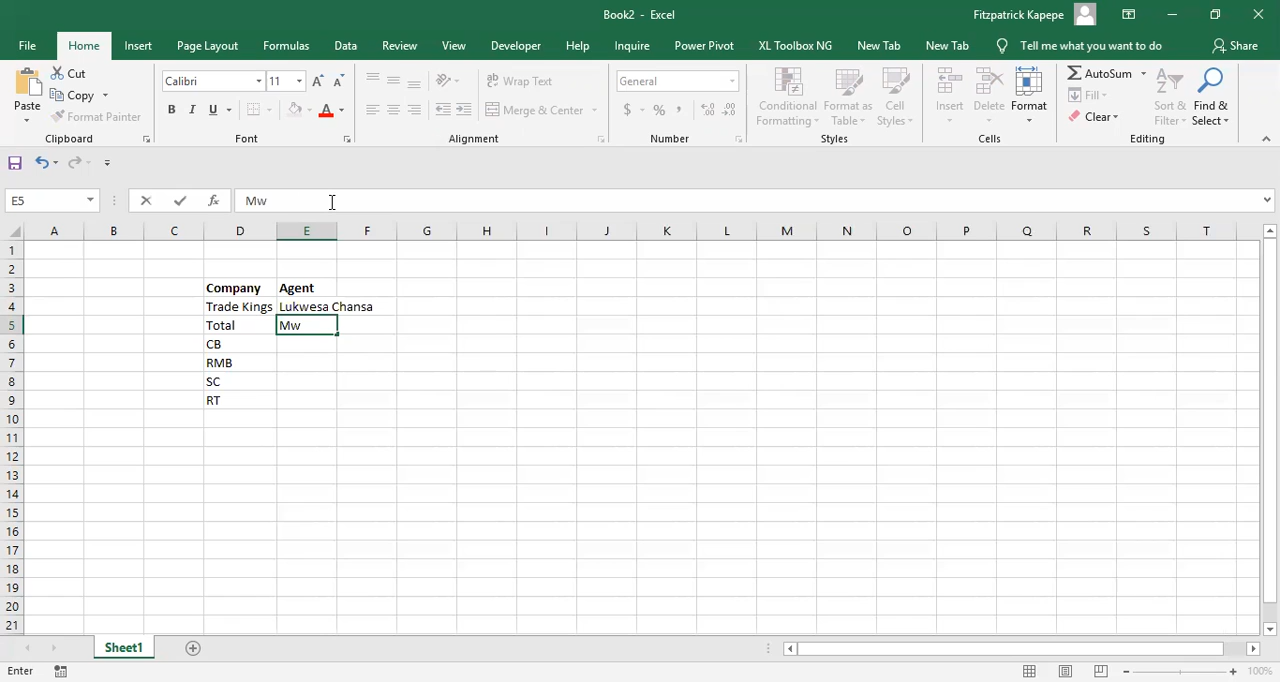 Book2 - Excel
Fitzpatrick Kapepe
File Home Insert Page Layout Formulas Data Review View Developer Help Inquire Power Pivot XL Toolbox NG New Tab New Tab Tell me what you want to do Share
Cut
Copy
Format Painter
Paste
Clipboard
Calibri 11
B I U
Font
Wrap Text
Merge & Center
Alignment
General
$ % ,
Number
Conditional Formatting
Format as Table
Cell Styles
Styles
Insert Delete Format
Cells
AutoSum
Fill
Clear
Sort & Filter
Find & Select
Editing
E5 fx Mw
A B C D E F G H I J K L M N O P Q R S T
1
2
3 Company Agent
4 Trade Kings Lukwesa Chansa
5 Total Mw
6 CB
7 RMB
8 SC
9 RT
10
11
12
13
14
15
16
17
18
19
20
21
Sheet1
Enter 100%